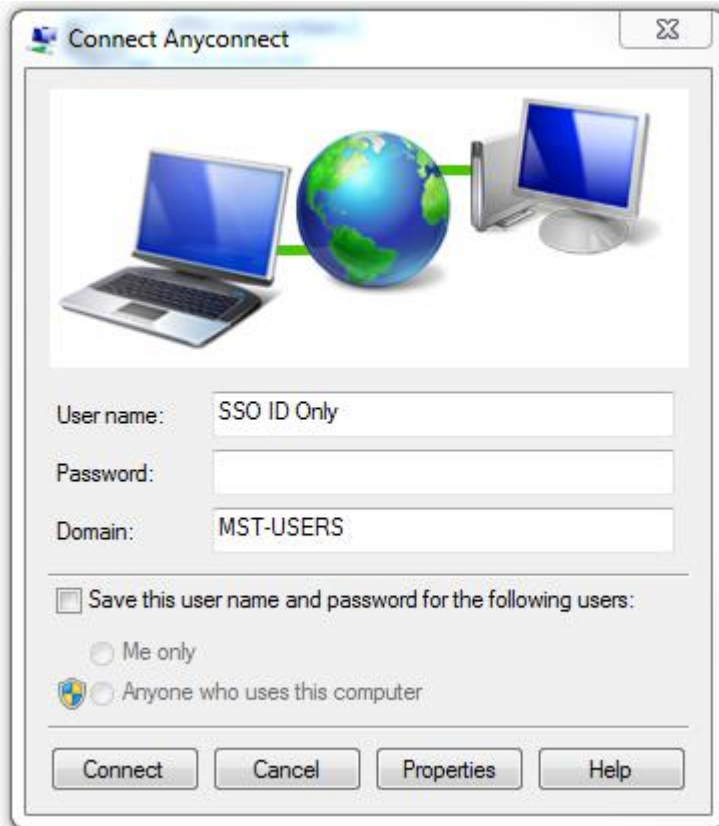 Connect Anyconnect
User name: SSO ID Only
Password:
Domain: MST-USERS
Save this user name and password for the following users:
Me only
Anyone who uses this computer
Connect Cancel Properties Help